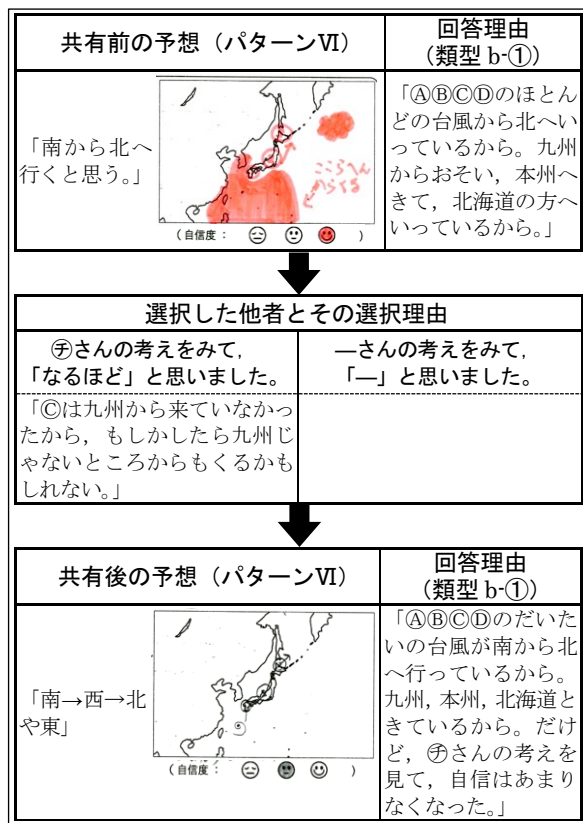 共有前の予想（パターンⅥ）
回答理由
（類型 b-①）
「南から北へ
行くと思う。」
こころへん
からくる
（自信度：　）
「ⒶⒷⒸⒹのほとん
どの台風から北へい
っているから。九州
からおそい，本州へ
きて，北海道の方へ
いっているから。」
選択した他者とその選択理由
㋠さんの考えをみて，
「なるほど」と思いました。
―さんの考えをみて，
「―」と思いました。
「Ⓒは九州から来ていなかっ
たから，もしかしたら九州じ
ゃないところからもくるかも
しれない。」
共有後の予想（パターンⅥ）
回答理由
（類型 b-①）
「南→西→北
や東」
（自信度：　）
「ⒶⒷⒸⒹのだいた
いの台風が南から北
へ行っているから。
九州，本州，北海道と
きているから。だけ
ど，㋠さんの考えを
見て，自信はあまり
なくなった。」